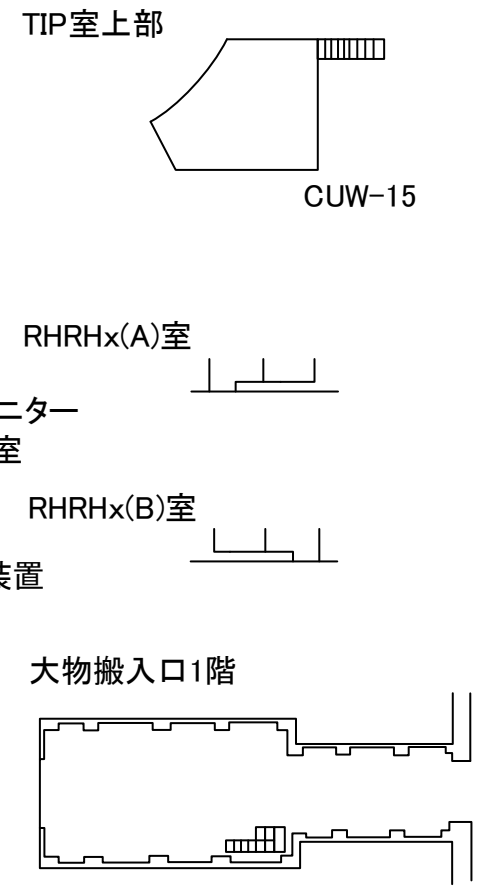 TIP室上部
CUW-15
RHRHx(A)室
ニター
室
RHRHx(B)室
装置
大物搬入口1階